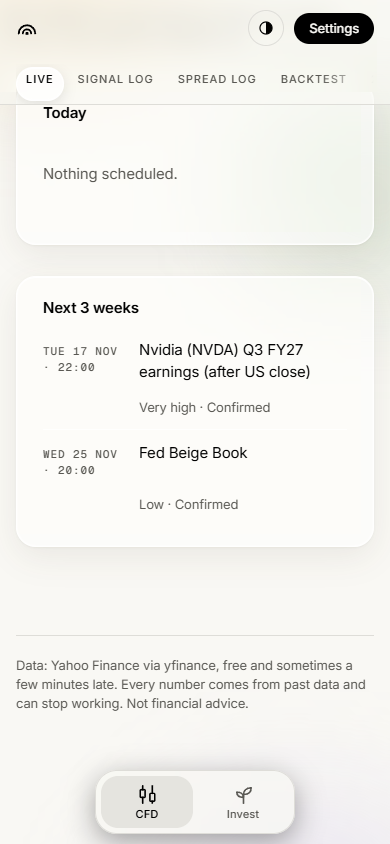 Settings
LIVE SIGNAL LOG SPREAD LOG BACKTEST
Today
Nothing scheduled.
Next 3 weeks
TUE 17 NOV
· 22:00
Nvidia (NVDA) Q3 FY27
earnings (after US close)
Very high · Confirmed
WED 25 NOV
· 20:00
Fed Beige Book
Low · Confirmed
Data: Yahoo Finance via yfinance, free and sometimes a
few minutes late. Every number comes from past data and
can stop working. Not financial advice.
CFD Invest